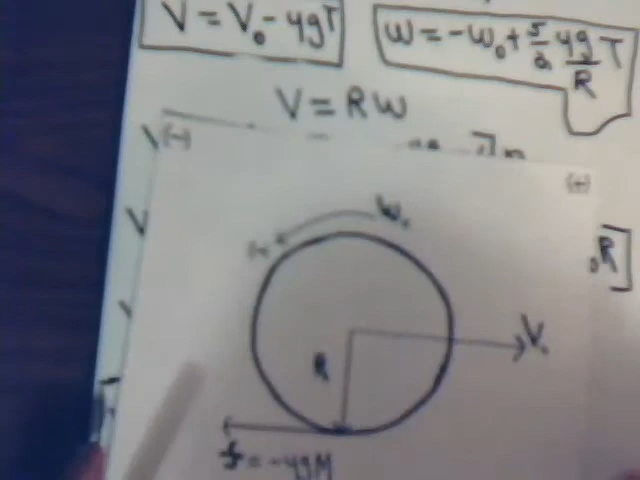 V = V₀ - μgT
ω = -ω₀ + 5/2 μg/R T
V = Rω
(-)
(+)
ω₀
R]
V₀
R
f = -μgM